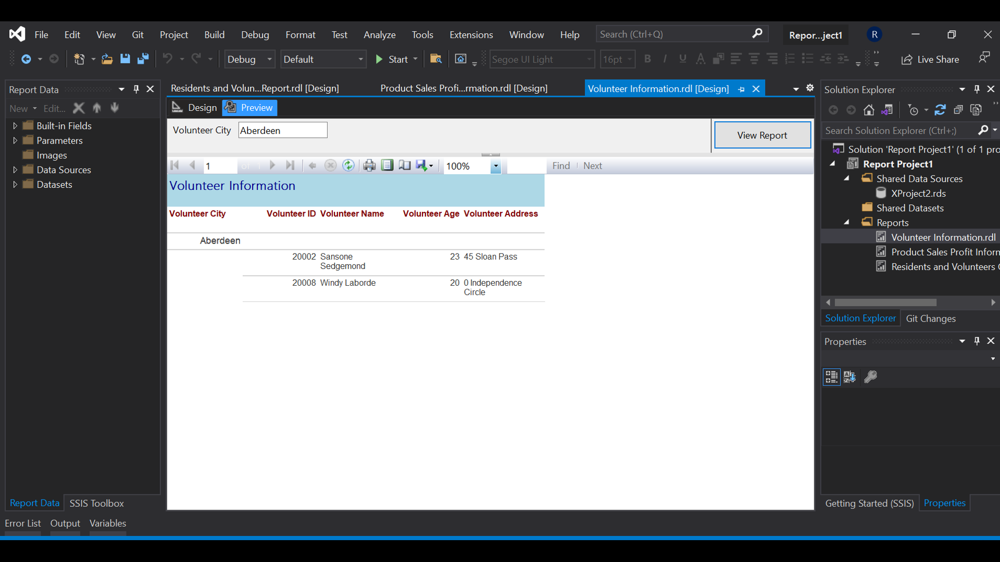 File Edit View Git Project Build Debug Format Test Analyze Tools Extensions Window Help Search (Ctrl+Q) Repor...ject1 R
Debug Default Start Segoe UI Light 16pt B I U A Live Share
Report Data
New Edit...
Built-in Fields
Parameters
Images
Data Sources
Datasets
Report Data SSIS Toolbox
Residents and Volun...Report.rdl [Design] Product Sales Profi...rmation.rdl [Design] Volunteer Information.rdl [Design]
Design Preview
Volunteer City Aberdeen View Report
1 of 1 100% Find Next
Volunteer Information
Volunteer City Volunteer ID Volunteer Name Volunteer Age Volunteer Address
Aberdeen
20002 Sansone 23 45 Sloan Pass
Sedgemond
20008 Windy Laborde 20 0 Independence
Circle
Solution Explorer
Search Solution Explorer (Ctrl+;)
Solution 'Report Project1' (1 of 1 pro
Report Project1
Shared Data Sources
XProject2.rds
Shared Datasets
Reports
Volunteer Information.rdl
Product Sales Profit Inforn
Residents and Volunteers
Solution Explorer Git Changes
Properties
Getting Started (SSIS) Properties
Error List Output Variables